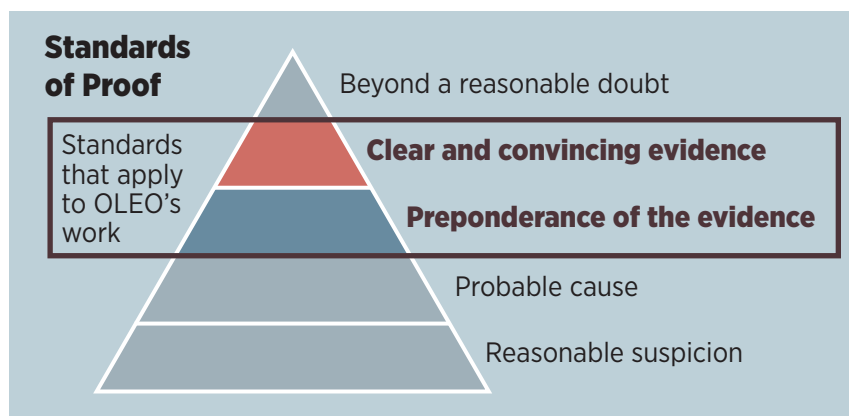 Standards
of Proof
Beyond a reasonable doubt
Standards
that apply
to OLEO’s
work
Clear and convincing evidence
Preponderance of the evidence
Probable cause
Reasonable suspicion